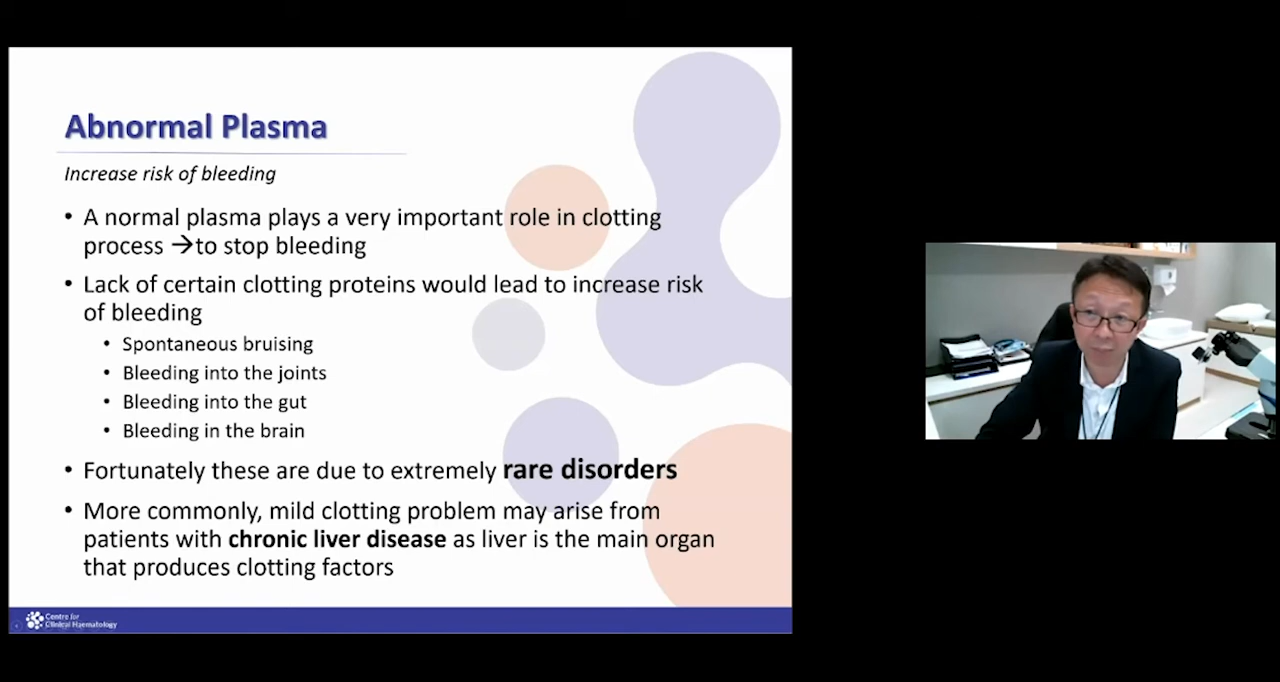 Abnormal Plasma
Increase risk of bleeding
• A normal plasma plays a very important role in clotting
process →to stop bleeding
• Lack of certain clotting proteins would lead to increase risk
of bleeding
• Spontaneous bruising
• Bleeding into the joints
• Bleeding into the gut
• Bleeding in the brain
• Fortunately these are due to extremely rare disorders
• More commonly, mild clotting problem may arise from
patients with chronic liver disease as liver is the main organ
that produces clotting factors
Centre for
Clinical Haematology